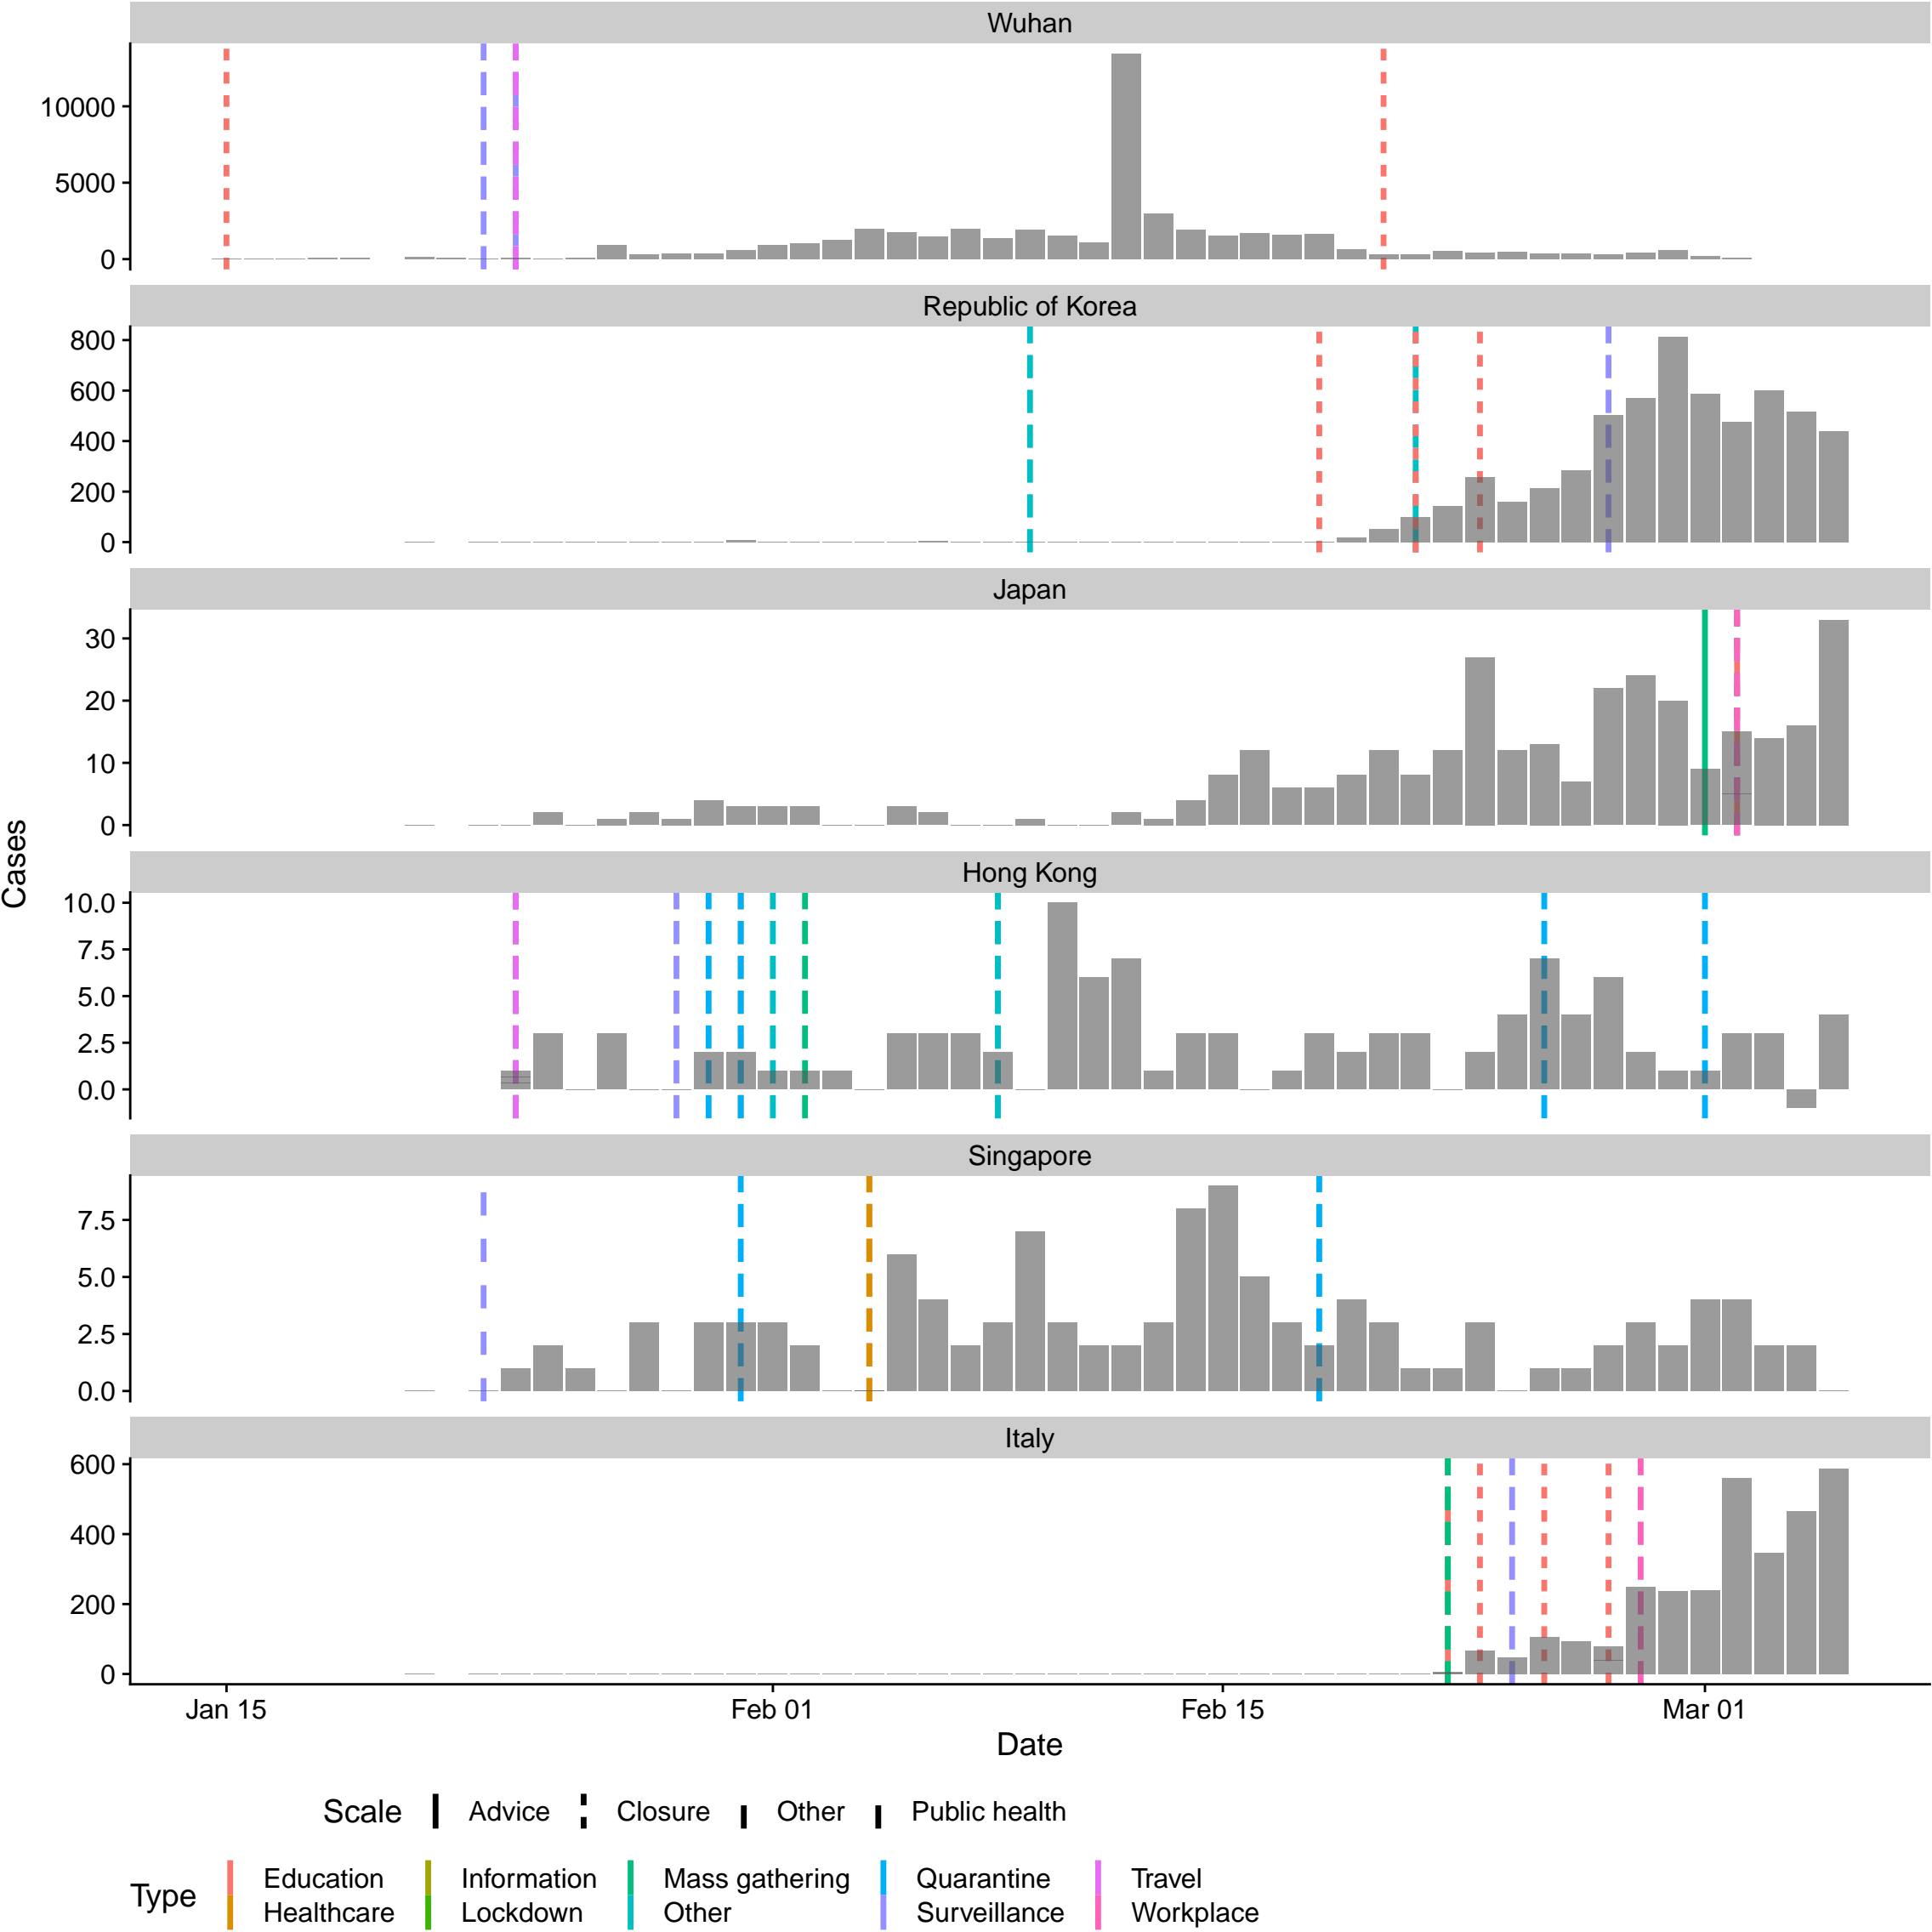 Wuhan
10000
5000
0
Republic of Korea
800
600
400
200
0
Japan
30
20
10
0
Cases
Hong Kong
10.0
7.5
5.0
2.5
0.0
Singapore
7.5
5.0
2.5
0.0
Italy
600
400
200
0
Jan 15 Feb 01 Feb 15 Mar 01
Date
Scale Advice Closure Other Public health
Type Education Information Mass gathering Quarantine Travel
Healthcare Lockdown Other Surveillance Workplace